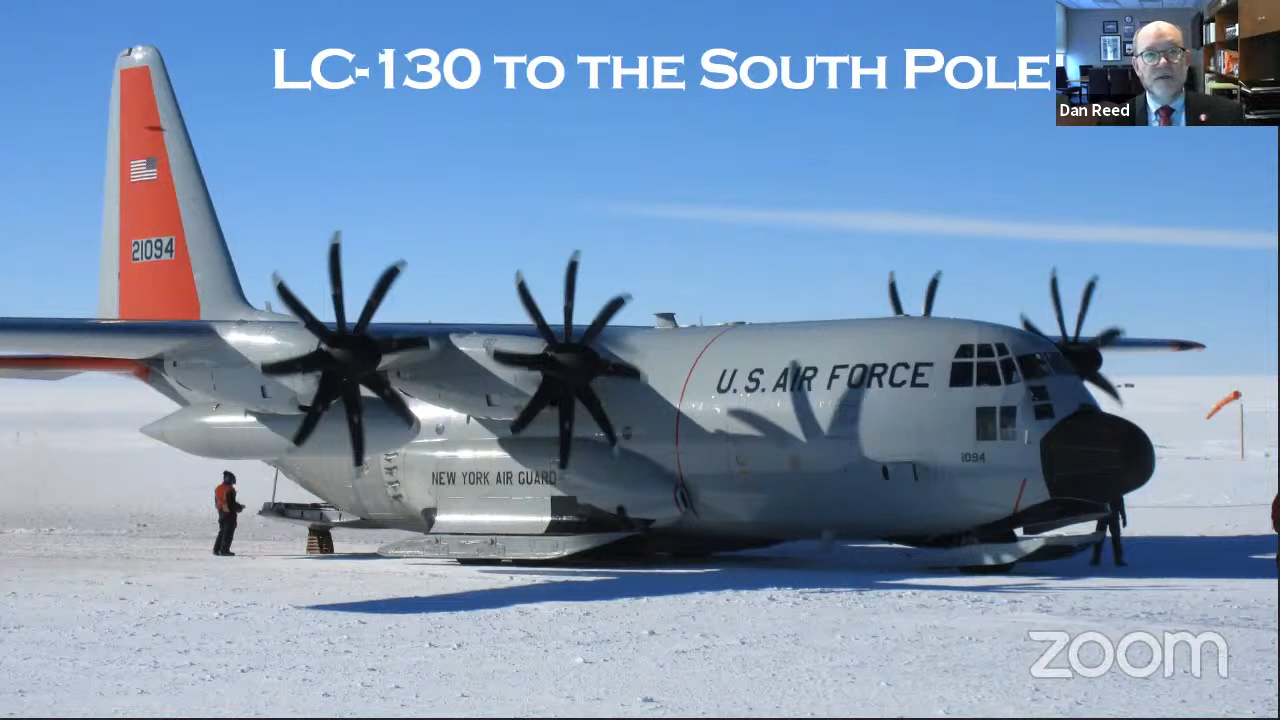 LC-130 TO THE SOUTH POLE
Dan Reed
21094
U.S. AIR FORCE
1094
NEW YORK AIR GUARD
zoom